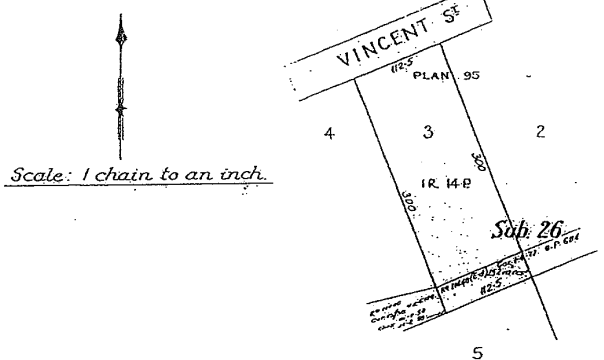 VINCENT ST
112.5
PLAN 95
4
3
2
1R. 14P.
300
300
Sub 26
112.5
5
Scale: 1 chain to an inch.